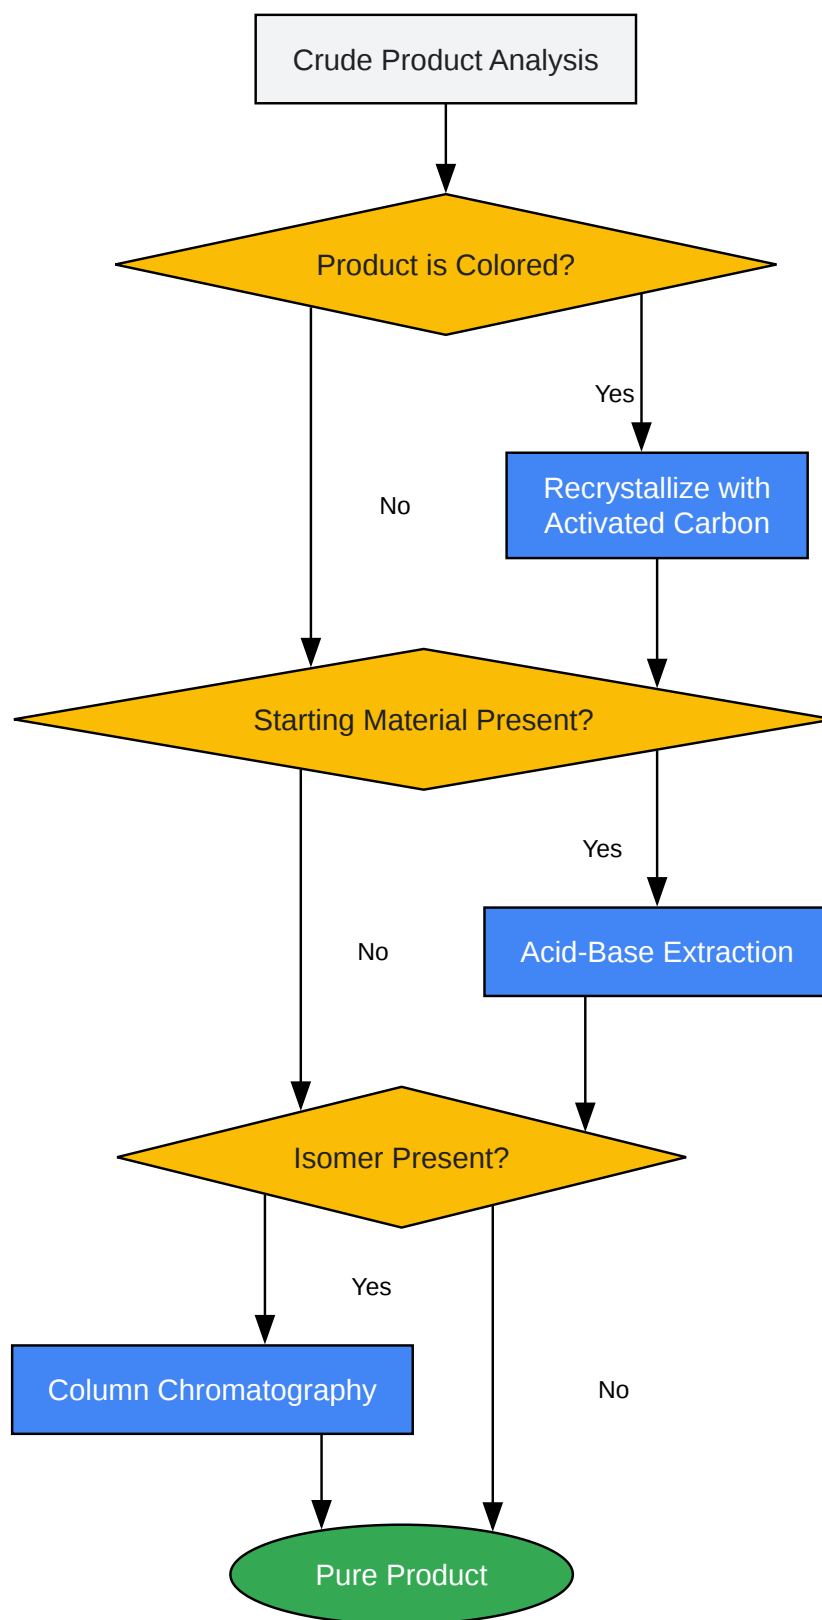 Crude Product Analysis
Product is Colored?
Yes
Recrystallize with
Activated Carbon
No
Starting Material Present?
Yes
Acid-Base Extraction
No
Isomer Present?
Yes
Column Chromatography
No
Pure Product